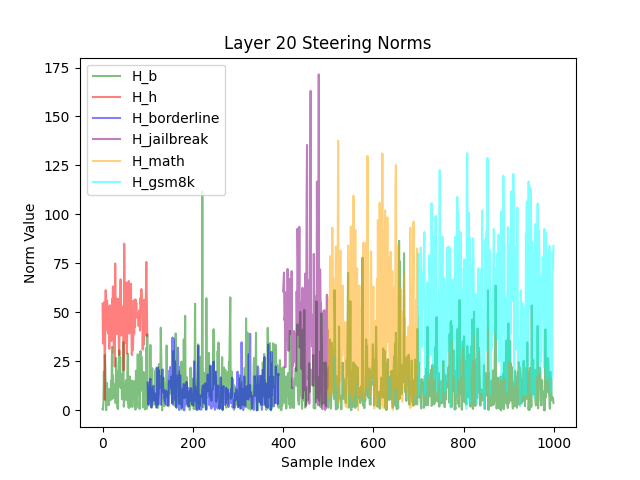 Layer 20 Steering Norms
175
150
125
100
75
50
25
0
Norm Value
H_b
H_h
H_borderline
H_jailbreak
H_math
H_gsm8k
0
200
400
600
800
1000
Sample Index